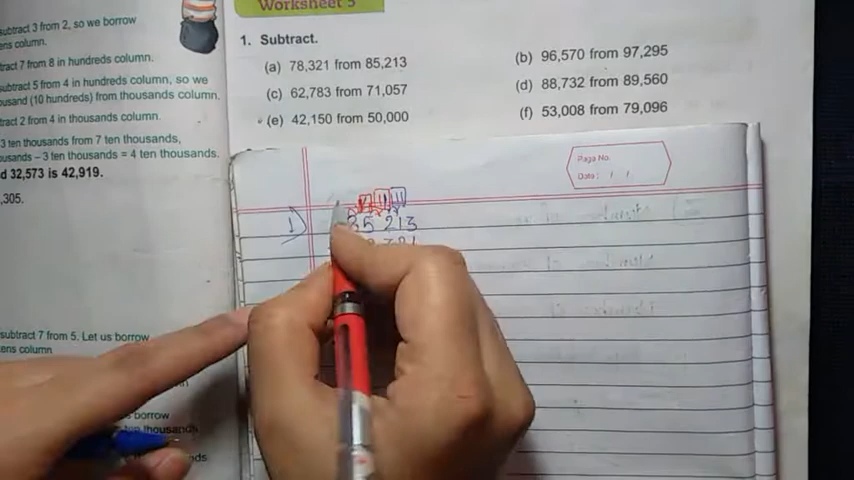 Worksheet 5
subtract 3 from 2, so we borrow
ens column.
tract 7 from 8 in hundreds column.
subtract 5 from 4 in hundreds column, so we
ousand (10 hundreds) from thousands column.
tract 2 from 4 in thousands column.
3 ten thousands from 7 ten thousands,
ousands – 3 ten thousands = 4 ten thousands.
d 32,573 is 42,919.
,305.
subtract 7 from 5. Let us borrow
ens column
borrow
ten thousands
ds.
1. Subtract.
(a) 78,321 from 85,213
(b) 96,570 from 97,295
(c) 62,783 from 71,057
(d) 88,732 from 89,560
(e) 42,150 from 50,000
(f) 53,008 from 79,096
Page No.
Date: / /
1)
5 213